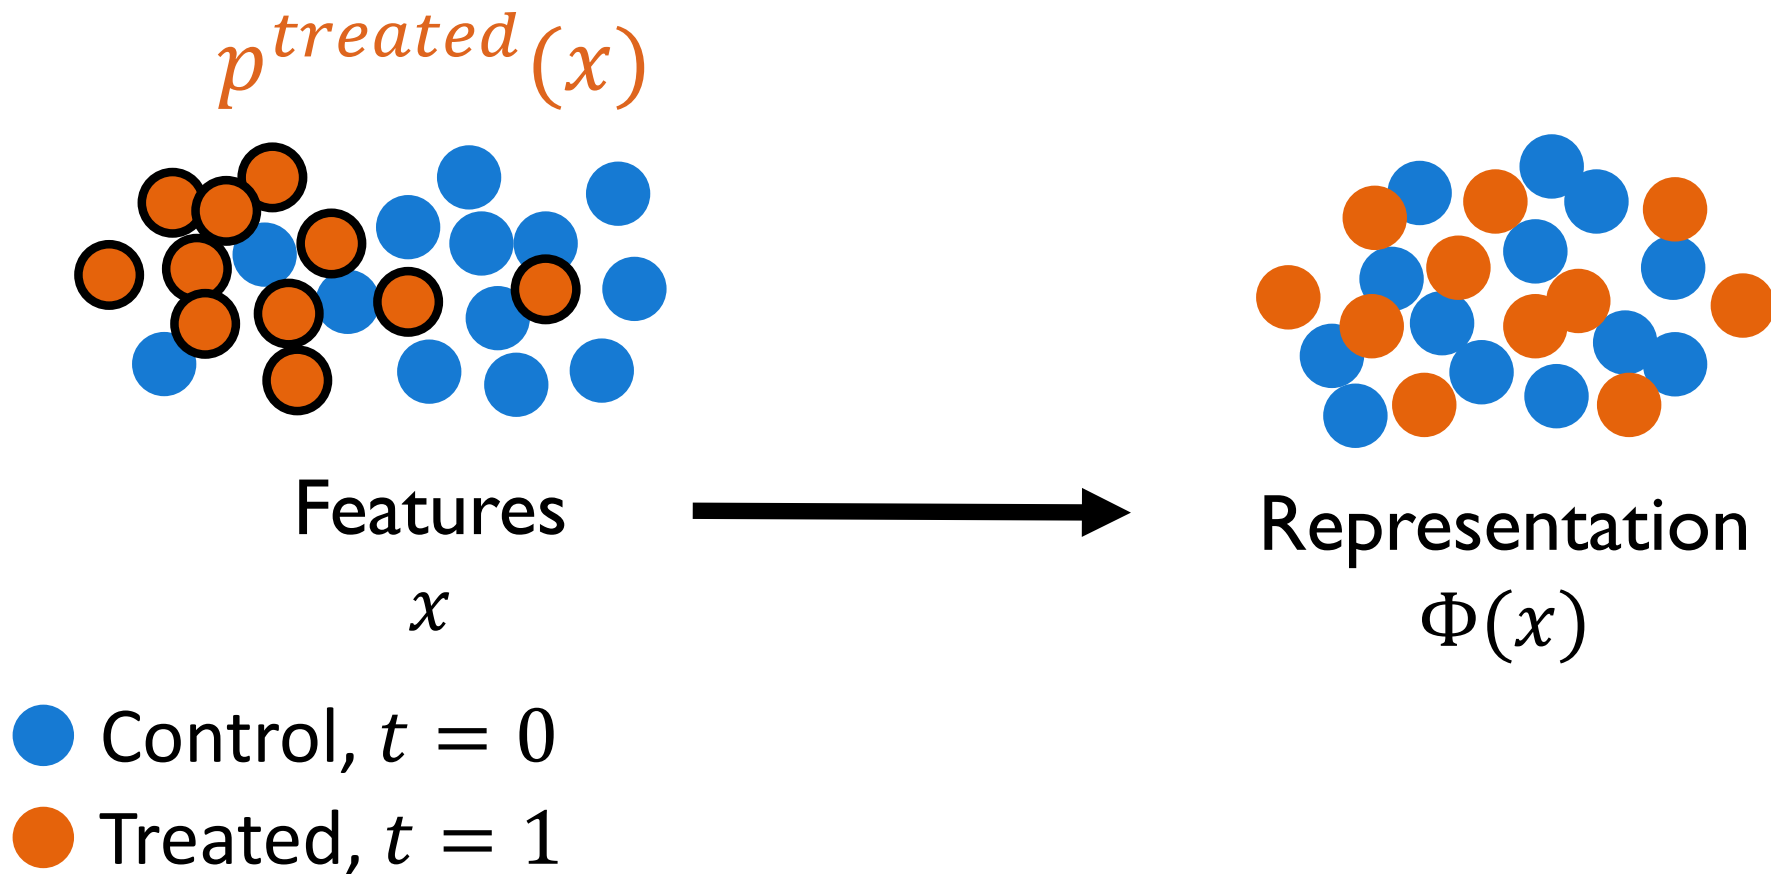 p^{treated}(x)
Features
x
Representation
Φ(x)
Control, t = 0
Treated, t = 1